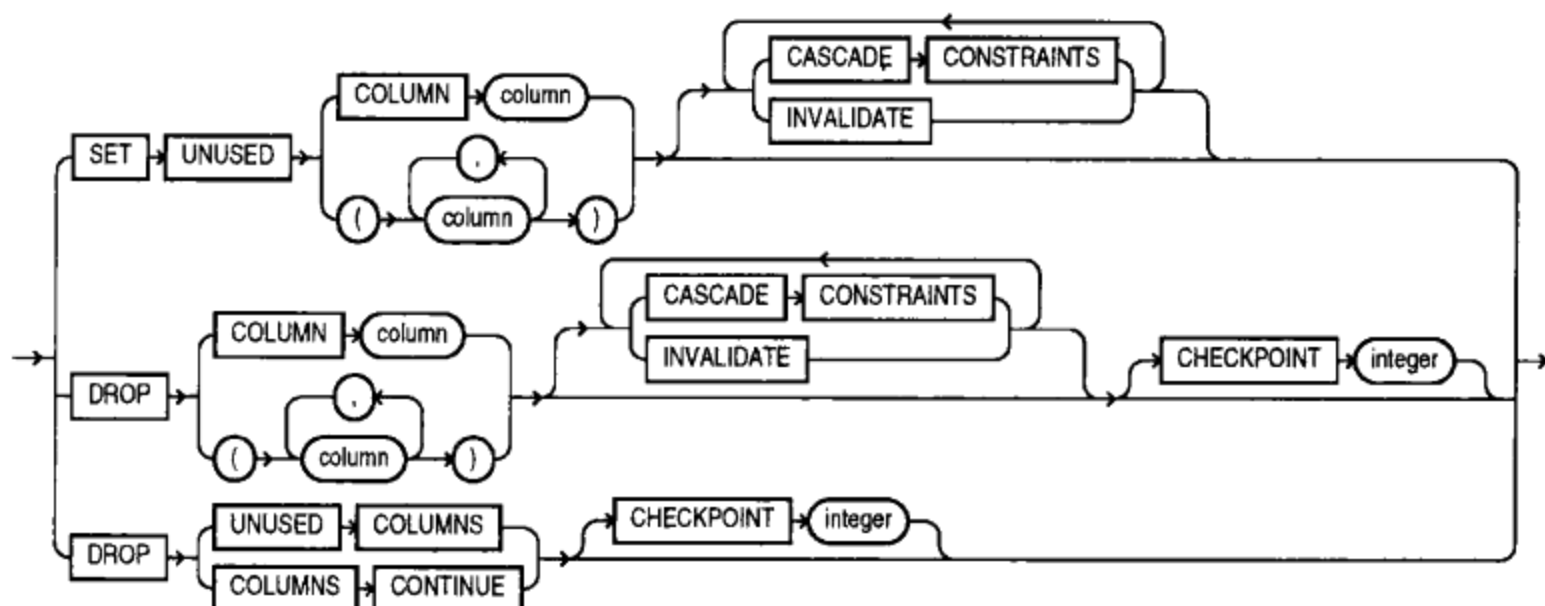 CASCADE CONSTRAINTS
COLUMN column
INVALIDATE
SET UNUSED
,
( column )
CASCADE CONSTRAINTS
COLUMN column
INVALIDATE
CHECKPOINT integer
DROP
,
( column )
UNUSED COLUMNS
CHECKPOINT integer
DROP
COLUMNS CONTINUE